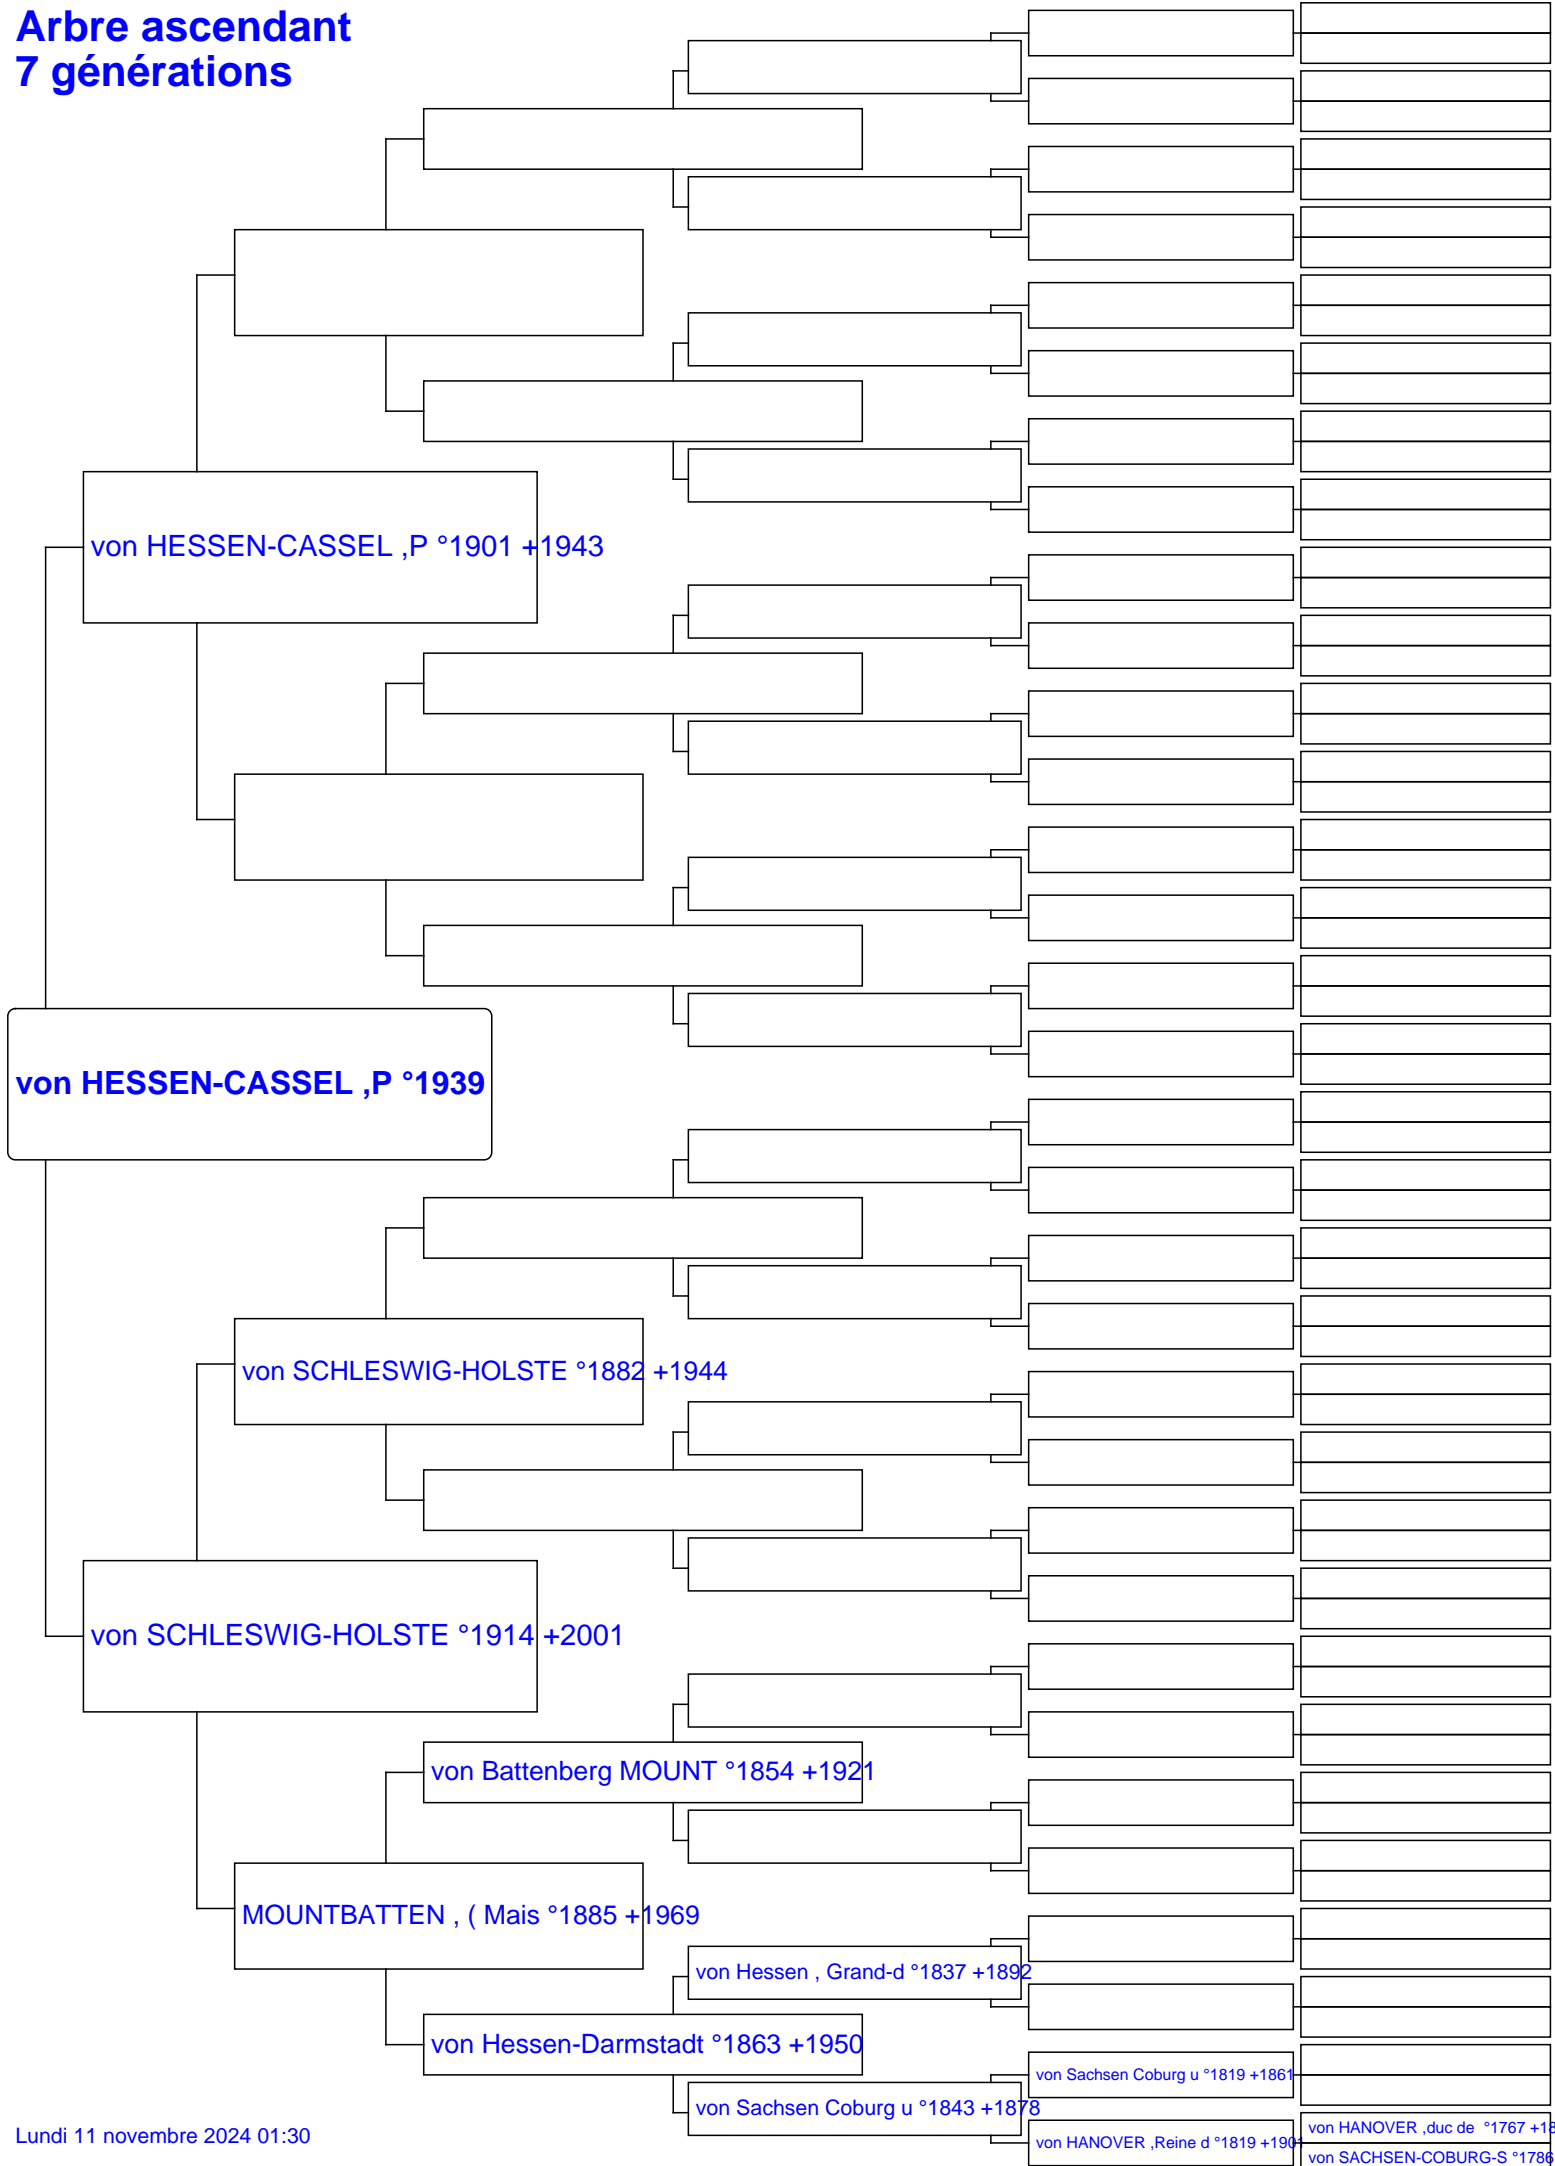 Arbre ascendant
7 générations
von HESSEN-CASSEL ,P °1901 +1943
von HESSEN-CASSEL ,P °1939
von SCHLESWIG-HOLSTE °1882 +1944
von SCHLESWIG-HOLSTE °1914 +2001
von Battenberg MOUNT °1854 +1921
MOUNTBATTEN , ( Mais °1885 +1969
von Hessen , Grand-d °1837 +1892
von Hessen-Darmstadt °1863 +1950
von Sachsen Coburg u °1819 +1861
von Sachsen Coburg u °1843 +1878
von HANOVER ,duc de °1767 +18
von HANOVER ,Reine d °1819 +1901
von SACHSEN-COBURG-S °1786
Lundi 11 novembre 2024 01:30